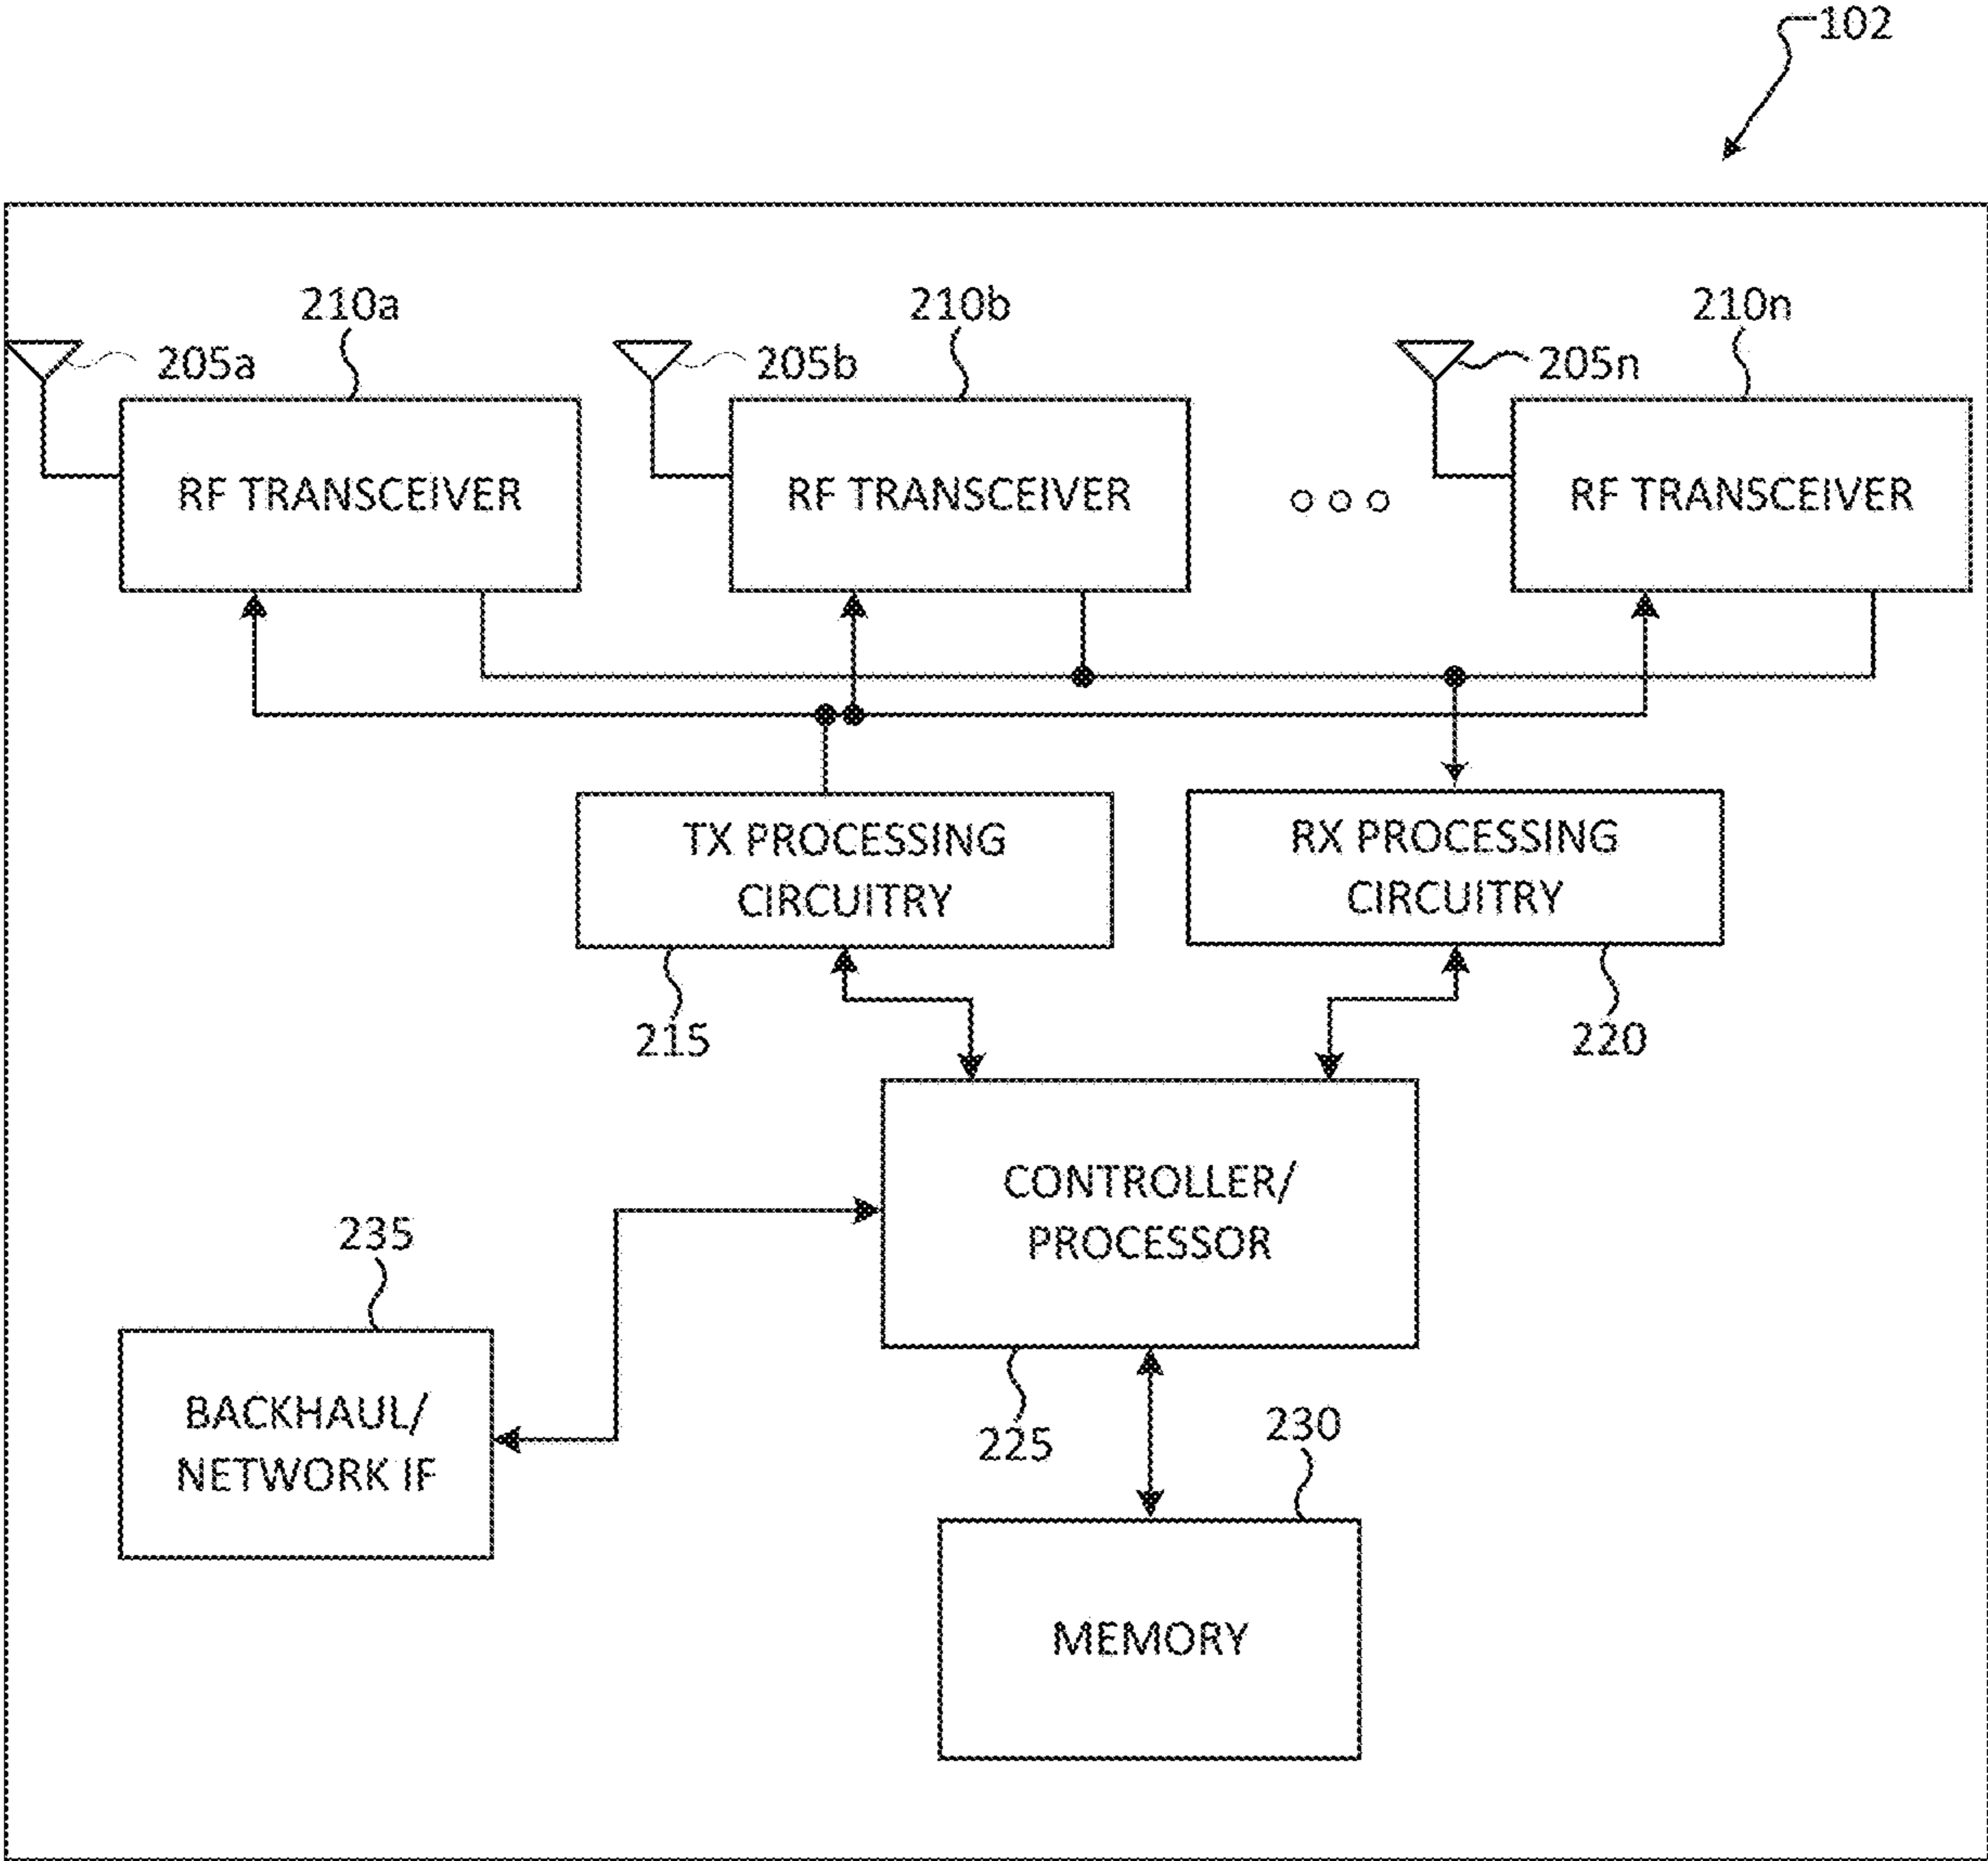 102
210a
210b
210n
205a
205b
205n
RF TRANSCEIVER
RF TRANSCEIVER
RF TRANSCEIVER
TX PROCESSING
CIRCUITRY
RX PROCESSING
CIRCUITRY
215
220
CONTROLLER/
PROCESSOR
235
BACKHAUL/
NETWORK IF
225
230
MEMORY